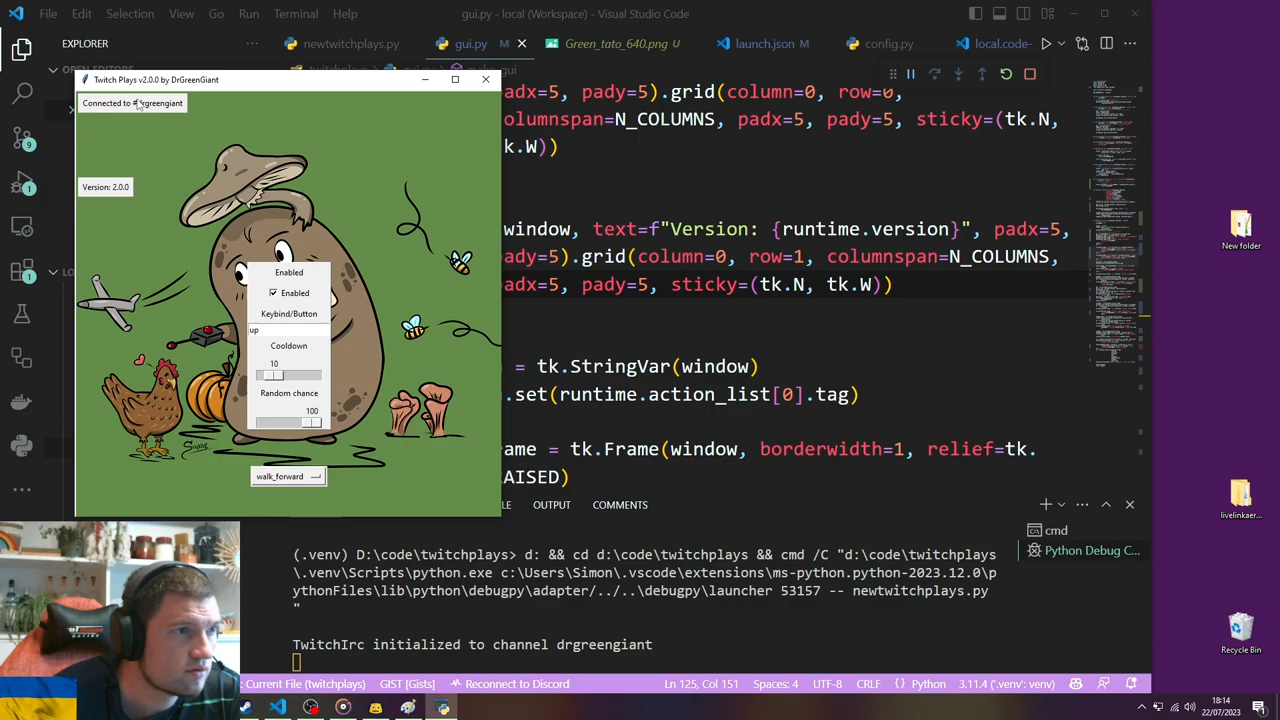 File Edit Selection View Go Run Terminal Help gui.py - local (Workspace) - Visual Studio Code
EXPLORER
newtwitchplays.py gui.py M Green_tato_640.png U launch.json M config.py local.code-
OPEN EDITORS
Twitch Plays v2.0.0 by DrGreenGiant
Connected to #drgreengiant
Version: 2.0.0
Enabled
Enabled
Keybind/Button
up
Cooldown
10
Random chance
100
walk_forward
Simone
padx=5, pady=5).grid(column=0, row=0,
columnspan=N_COLUMNS, padx=5, pady=5, sticky=(tk.N,
tk.W))
window, text=f"Version: {runtime.version}", padx=5,
pady=5).grid(column=0, row=1, columnspan=N_COLUMNS,
padx=5, pady=5, sticky=(tk.N, tk.W))
= tk.StringVar(window)
.set(runtime.action_list[0].tag)
= tk.Frame(window, borderwidth=1, relief=tk.
OUTPUT COMMENTS
cmd
Python Debug C...
(.venv) D:\code\twitchplays> d: && cd d:\code\twitchplays && cmd /C "d:\code\twitchplays
\.venv\Scripts\python.exe c:\Users\Simon\.vscode\extensions\ms-python.python-2023.12.0\p
ythonFiles\lib\python\debugpy\adapter/../..\debugpy\launcher 53157 -- newtwitchplays.py
"
TwitchIrc initialized to channel drgreengiant
Current File (twitchplays) GIST [Gists] Reconnect to Discord Ln 125, Col 151 Spaces: 4 UTF-8 CRLF Python 3.11.4 ('.venv': venv)
New folder
livelinkaer...
Recycle Bin
18:14
22/07/2023